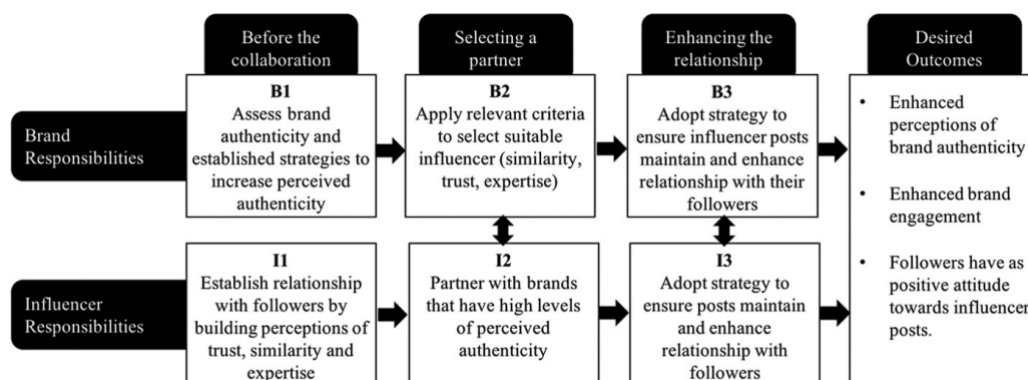 Before the
collaboration
Selecting a
partner
Enhancing the
relationship
Desired
Outcomes
Brand
Responsibilities
B1
Assess brand
authenticity and
established strategies to
increase perceived
authenticity
B2
Apply relevant criteria
to select suitable
influencer (similarity,
trust, expertise)
B3
Adopt strategy to
ensure influencer posts
maintain and enhance
relationship with their
followers
• Enhanced
perceptions of
brand authenticity
• Enhanced brand
engagement
• Followers have as
positive attitude
towards influencer
posts.
Influencer
Responsibilities
I1
Establish relationship
with followers by
building perceptions of
trust, similarity and
expertise
I2
Partner with brands
that have high levels
of perceived
authenticity
I3
Adopt strategy to
ensure posts maintain
and enhance
relationship with
followers